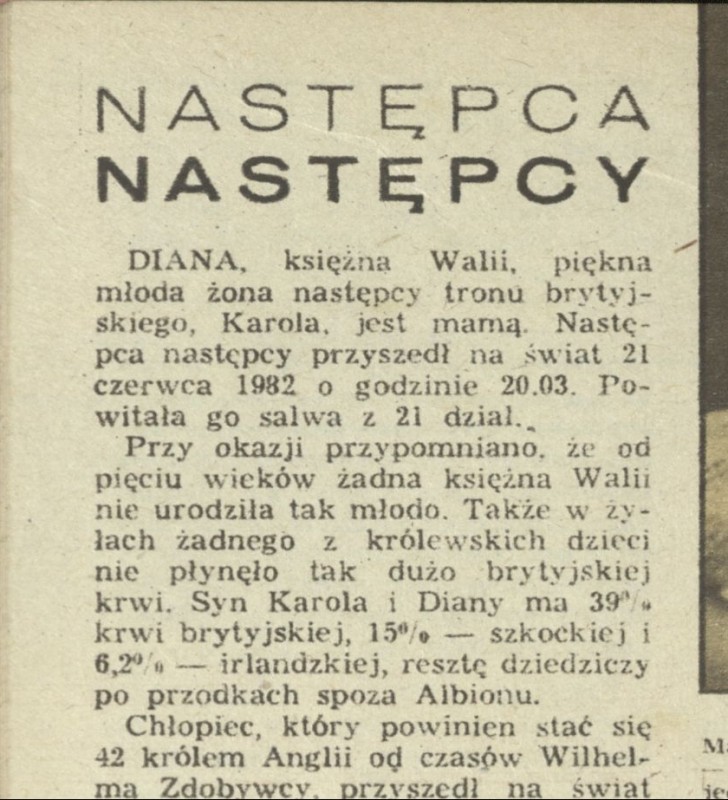 NASTĘPCA
NASTĘPCY
DIANA, księżna Walii, piękna
młoda żona następcy tronu brytyj-
skiego, Karola, jest mamą. Nastę-
pca następcy przyszedł na świat 21
czerwca 1982 o godzinie 20.03. Po-
witała go salwa z 21 dział.
Przy okazji przypomniano, że od
pięciu wieków żadna księżna Walii
nie urodziła tak młodo. Także w ży-
łach żadnego z królewskich dzieci
nie płynęło tak dużo brytyjskiej
krwi. Syn Karola i Diany ma 39%
krwi brytyjskiej, 15% — szkockiej i
6,2% — irlandzkiej, resztę dziedziczy
po przodkach spoza Albionu.
Chłopiec, który powinien stać się
42 królem Anglii od czasów Wilhel-
ma Zdobywcy, przyszedł na świat